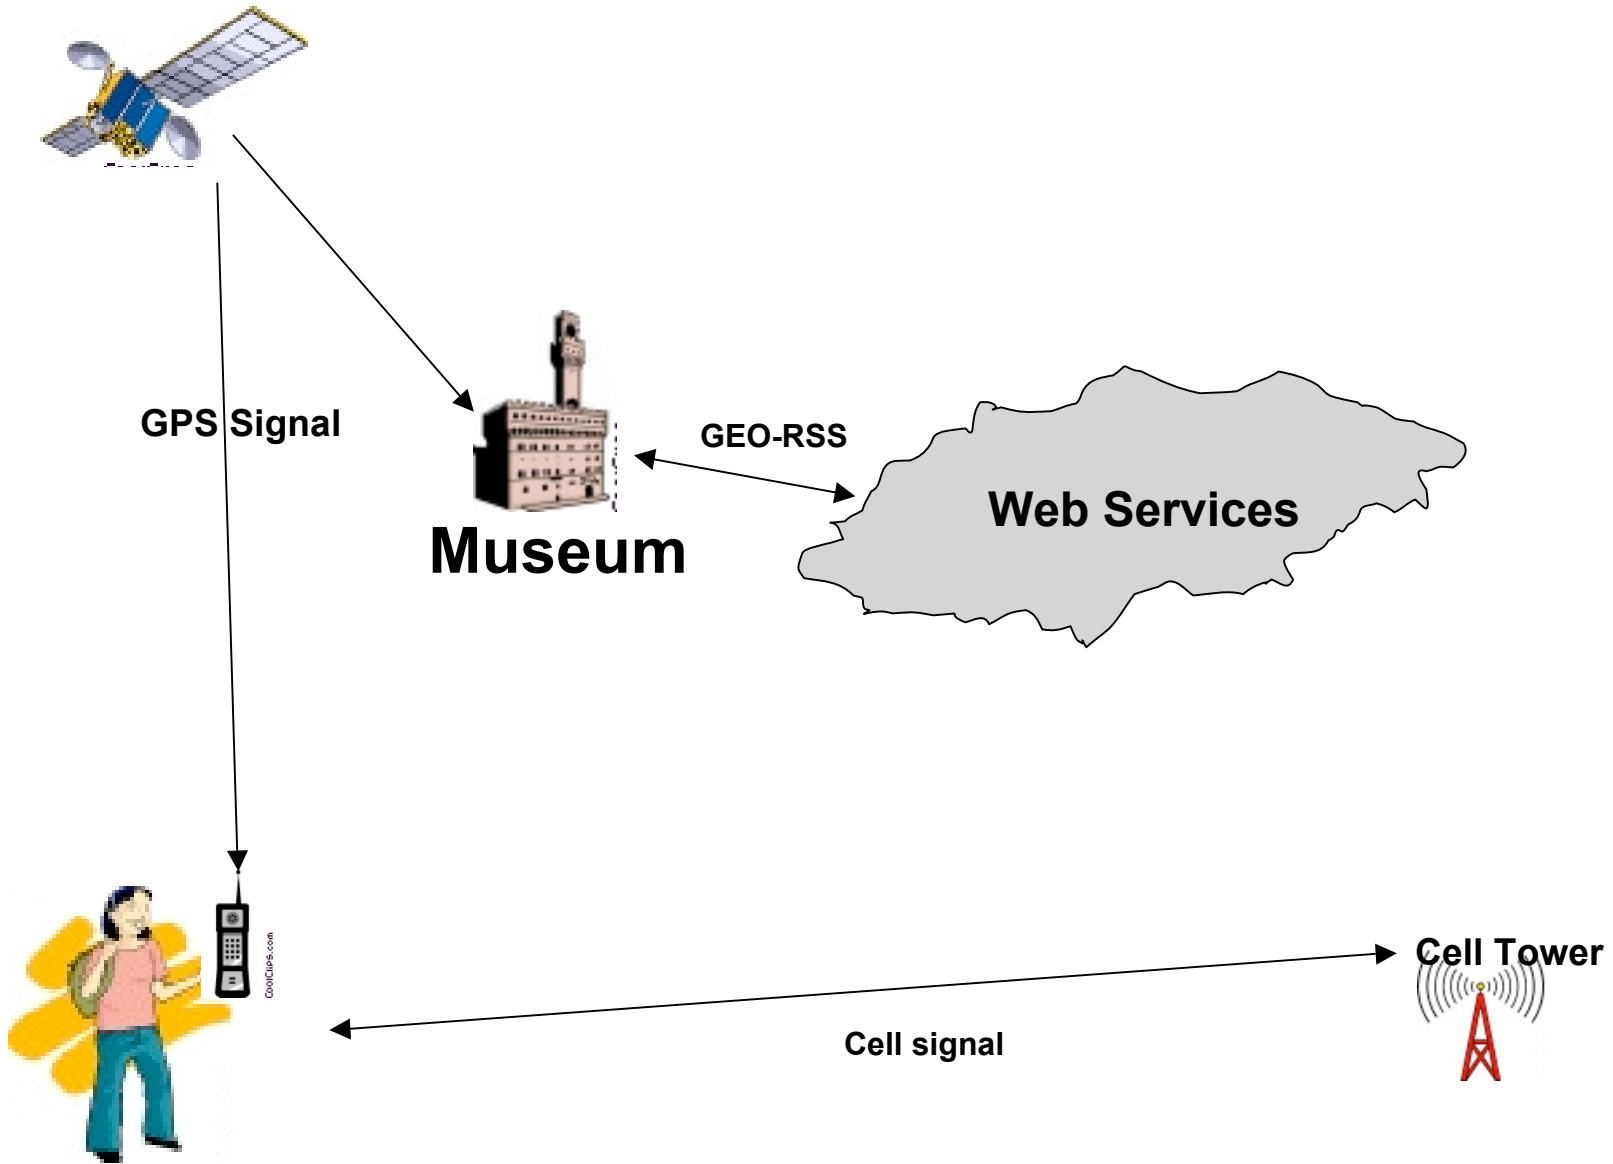 GPS Signal
GEO-RSS
Web Services
Museum
CoolClips.com
Cell Tower
Cell signal